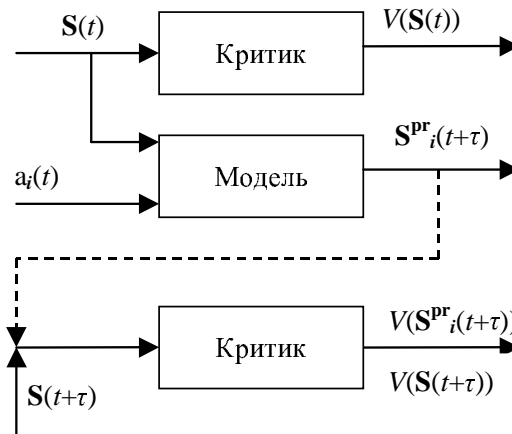 S(t)
Критик
V(S(t))
Модель
S^pr_i(t+τ)
a_i(t)
Критик
V(S^pr_i(t+τ))
V(S(t+τ))
S(t+τ)